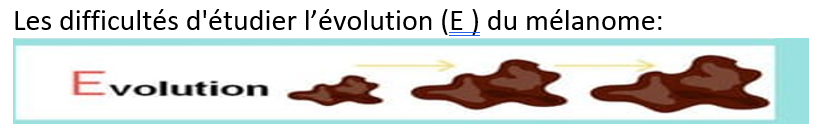 Les difficultés d'étudier l’évolution (E ) du mélanome:
Evolution